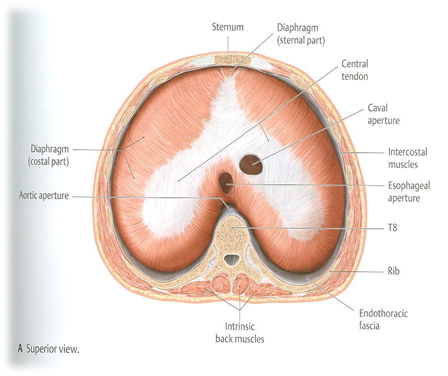 Sternum
Diaphragm
(sternal part)
Central
tendon
Caval
aperture
Diaphragm
(costal part)
Intercostal
muscles
Aortic aperture
Esophageal
aperture
T8
Rib
Endothoracic
fascia
Intrinsic
back muscles
A Superior view.